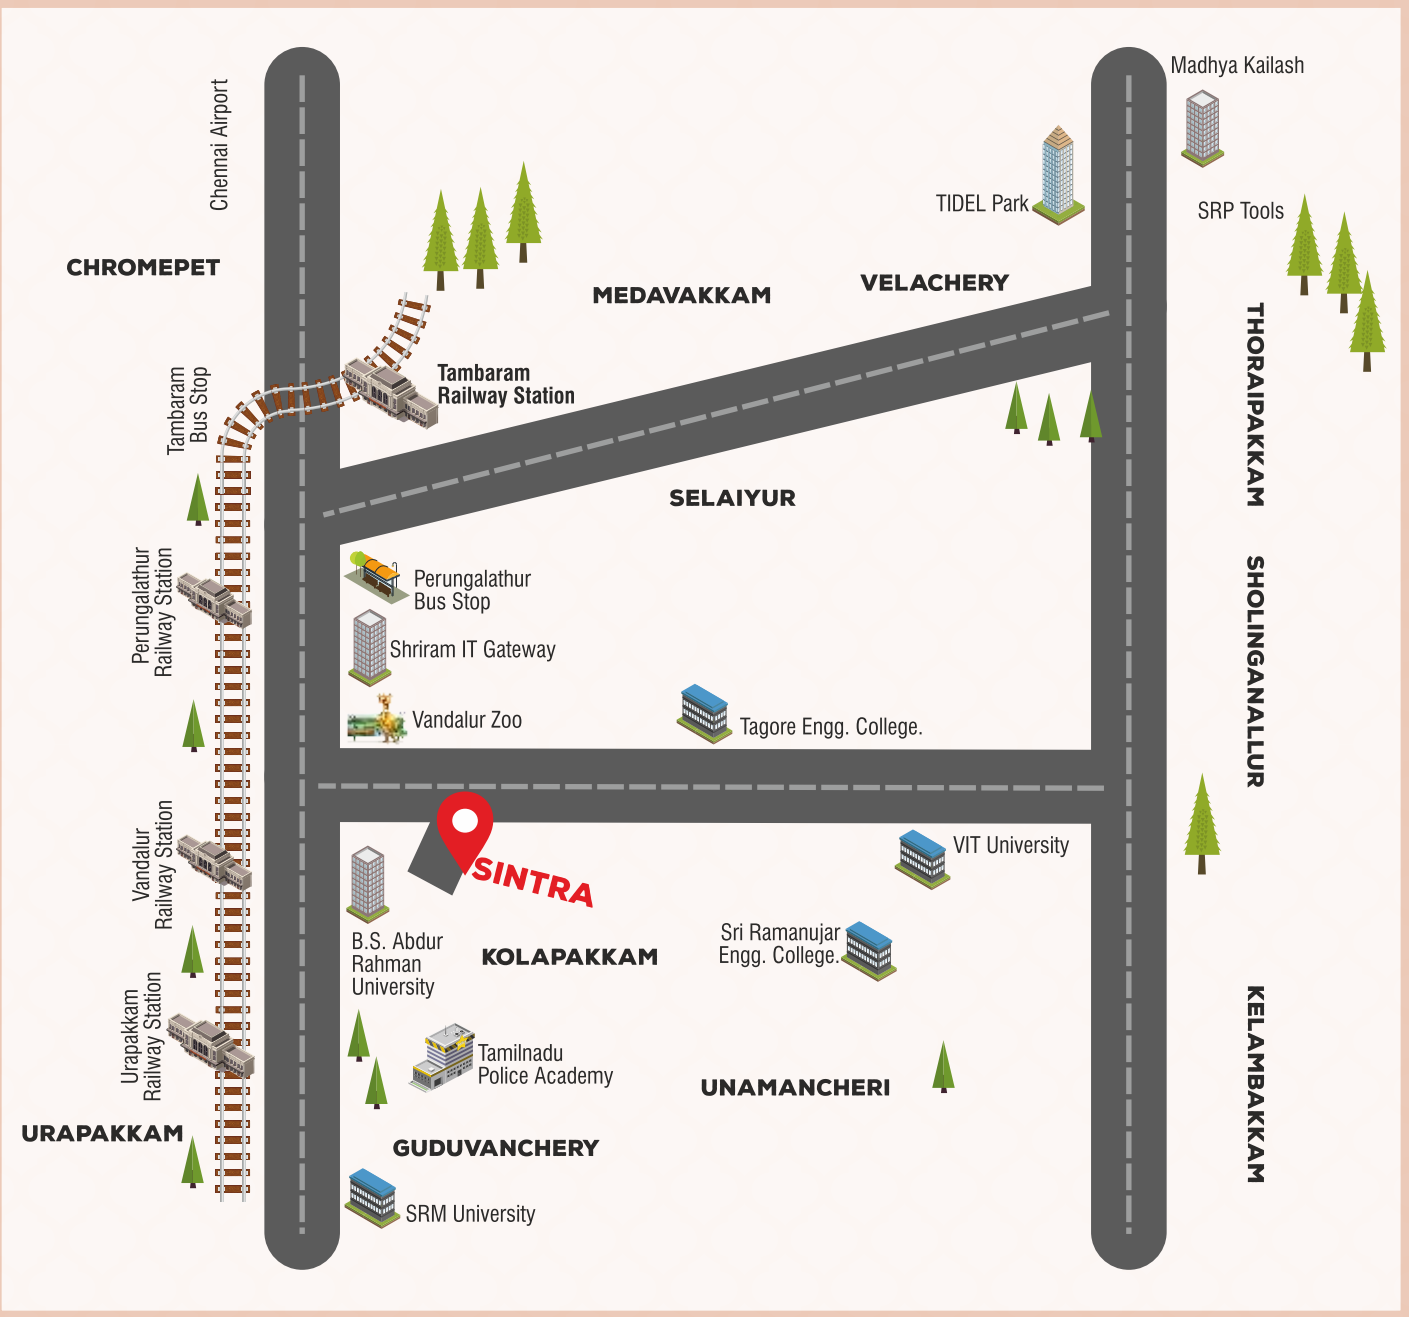 Madhya Kailash
Chennai Airport
TIDEL Park
SRP Tools
CHROMEPET
MEDAVAKKAM
VELACHERY
THORAIPAKKAM
Tambaram
Bus Stop
Tambaram
Railway Station
SELAIYUR
Perungalathur
Railway Station
Perungalathur
Bus Stop
SHOLINGANALLUR
Shriram IT Gateway
Vandalur Zoo
Tagore Engg. College.
Vandalur
Railway Station
SINTRA
VIT University
B.S. Abdur
Rahman
University
KOLAPAKKAM
Sri Ramanujar
Engg. College.
Urapakkam
Railway Station
Tamilnadu
Police Academy
UNAMANCHERI
KELAMBAKKAM
URAPAKKAM
GUDUVANCHERY
SRM University